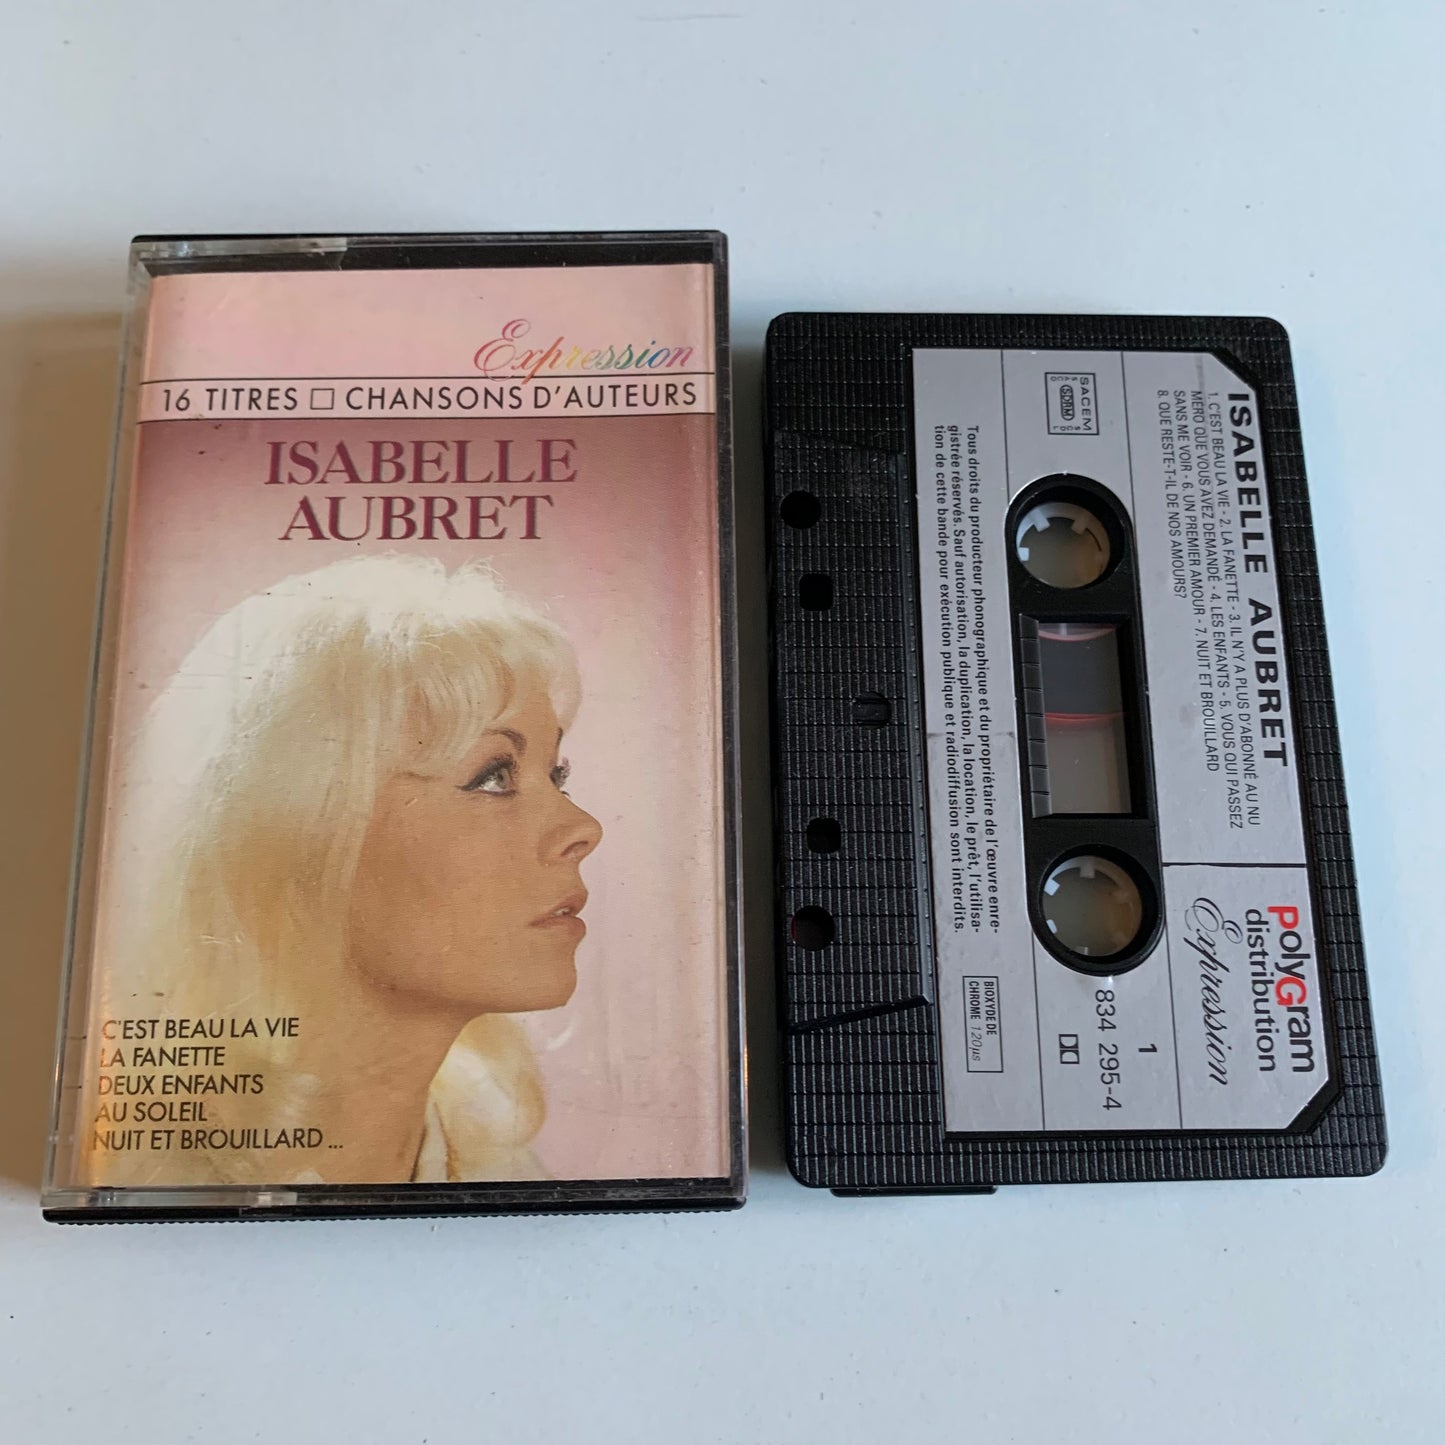 Expression
16 TITRES □ CHANSONS D'AUTEURS
ISABELLE
AUBRET
C'EST BEAU LA VIE
LA FANETTE
DEUX ENFANTS
AU SOLEIL
NUIT ET BROUILLARD...
ISABELLE AUBRET
1. C'EST BEAU LA VIE - 2. LA FANETTE - 3. IL N'Y A PLUS D'ABONNÉ AU NU
MERO QUE VOUS AVEZ DEMANDÉ - 4. LES ENFANTS - 5. VOUS QUI PASSEZ
SANS ME VOIR - 6. UN PREMIER AMOUR - 7. NUIT ET BROUILLARD
8. QUE RESTE-T-IL DE NOS AMOURS?
PolyGram
distribution
Expression
1
834 295-4
SACEM
SDRM
Tous droits du producteur phonographique et du propriétaire de l'œuvre enre-
gistrée réservés. Sauf autorisation, la duplication, la location, le prêt, l'utilisa-
tion de cette bande pour exécution publique et radiodiffusion sont interdits.
BIOXYDE DE
CHROME 120µs